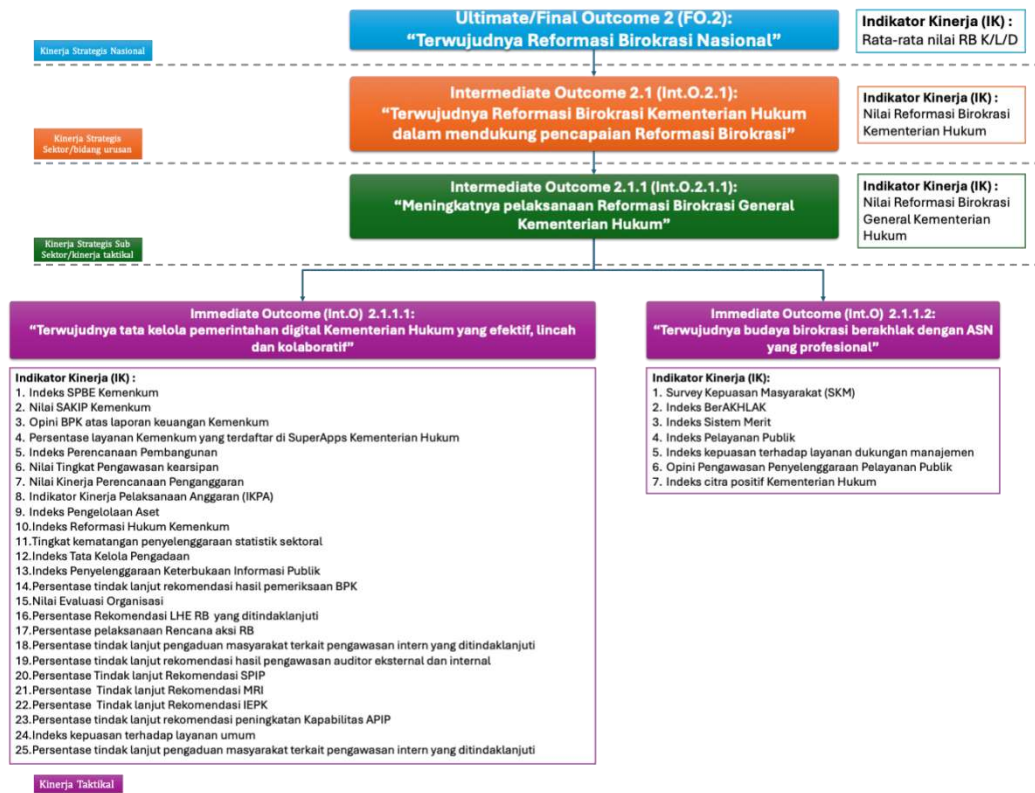 Ultimate/Final Outcome 2 (FO.2):
“Terwujudnya Reformasi Birokrasi Nasional”
Indikator Kinerja (IK) :
Rata-rata nilai RB K/L/D
Kinerja Strategis Nasional
Intermediate Outcome 2.1 (Int.O.2.1):
“Terwujudnya Reformasi Birokrasi Kementerian Hukum
dalam mendukung pencapaian Reformasi Birokrasi”
Indikator Kinerja (IK) :
Nilai Reformasi Birokrasi
Kementerian Hukum
Kinerja Strategis
Sektor/bidang urusan
Intermediate Outcome 2.1.1 (Int.O.2.1.1):
“Meningkatnya pelaksanaan Reformasi Birokrasi General
Kementerian Hukum”
Indikator Kinerja (IK) :
Nilai Reformasi Birokrasi
General Kementerian
Hukum
Kinerja Strategis Sub
Sektor/kinerja taktikal
Immediate Outcome (Int.O) 2.1.1.1:
“Terwujudnya tata kelola pemerintahan digital Kementerian Hukum yang efektif, lincah
dan kolaboratif”
Indikator Kinerja (IK) :
1. Indeks SPBE Kemenkum
2. Nilai SAKIP Kemenkum
3. Opini BPK atas laporan keuangan Kemenkum
4. Persentase layanan Kemenkum yang terdaftar di SuperApps Kementerian Hukum
5. Indeks Perencanaan Pembangunan
6. Nilai Tingkat Pengawasan kearsipan
7. Nilai Kinerja Perencanaan Penganggaran
8. Indikator Kinerja Pelaksanaan Anggaran (IKPA)
9. Indeks Pengelolaan Aset
10.Indeks Reformasi Hukum Kemenkum
11.Tingkat kematangan penyelenggaraan statistik sektoral
12.Indeks Tata Kelola Pengadaan
13.Indeks Penyelenggaraan Keterbukaan Informasi Publik
14.Persentase tindak lanjut rekomendasi hasil pemeriksaan BPK
15.Nilai Evaluasi Organisasi
16.Persentase Rekomendasi LHE RB yang ditindaklanjuti
17.Persentase pelaksanaan Rencana aksi RB
18.Persentase tindak lanjut pengaduan masyarakat terkait pengawasan intern yang ditindaklanjuti
19.Persentase tindak lanjut rekomendasi hasil pengawasan auditor eksternal dan internal
20.Persentase Tindak lanjut Rekomendasi SPIP
21.Persentase Tindak lanjut Rekomendasi MRI
22.Persentase Tindak lanjut Rekomendasi IEPK
23.Persentase tindak lanjut rekomendasi peningkatan Kapabilitas APIP
24.Indeks kepuasan terhadap layanan umum
25.Persentase tindak lanjut pengaduan masyarakat terkait pengawasan intern yang ditindaklanjuti
Immediate Outcome (Int.O) 2.1.1.2:
“Terwujudnya budaya birokrasi berakhlak dengan ASN
yang profesional”
Indikator Kinerja (IK):
1. Survey Kepuasan Masyarakat (SKM)
2. Indeks BerAKHLAK
3. Indeks Sistem Merit
4. Indeks Pelayanan Publik
5. Indeks kepuasan terhadap layanan dukungan manajemen
6. Opini Pengawasan Penyelenggaraan Pelayanan Publik
7. Indeks citra positif Kementerian Hukum
Kinerja Taktikal